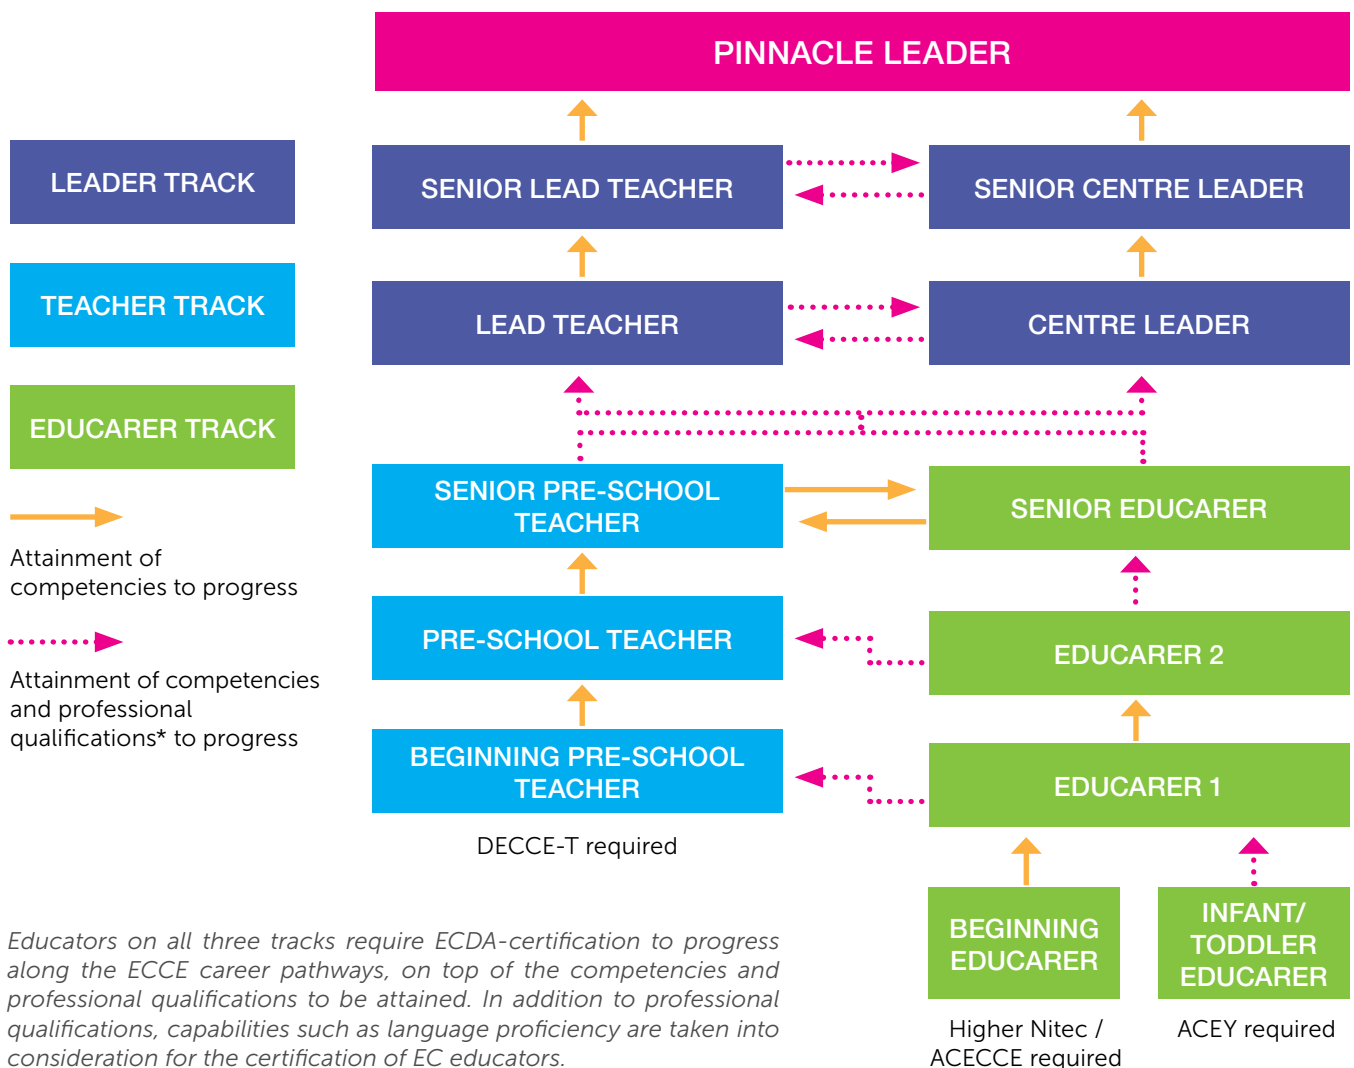 PINNACLE LEADER
LEADER TRACK
TEACHER TRACK
EDUCARER TRACK
Attainment of
competencies to progress
Attainment of competencies
and professional
qualifications* to progress
SENIOR LEAD TEACHER
SENIOR CENTRE LEADER
LEAD TEACHER
CENTRE LEADER
SENIOR PRE-SCHOOL
TEACHER
SENIOR EDUCARER
PRE-SCHOOL TEACHER
EDUCARER 2
BEGINNING PRE-SCHOOL
TEACHER
EDUCARER 1
DECCE-T required
BEGINNING
EDUCARER
INFANT/
TODDLER
EDUCARER
Higher Nitec /
ACECCE required
ACEY required
Educators on all three tracks require ECDA-certification to progress
along the ECCE career pathways, on top of the competencies and
professional qualifications to be attained. In addition to professional
qualifications, capabilities such as language proficiency are taken into
consideration for the certification of EC educators.